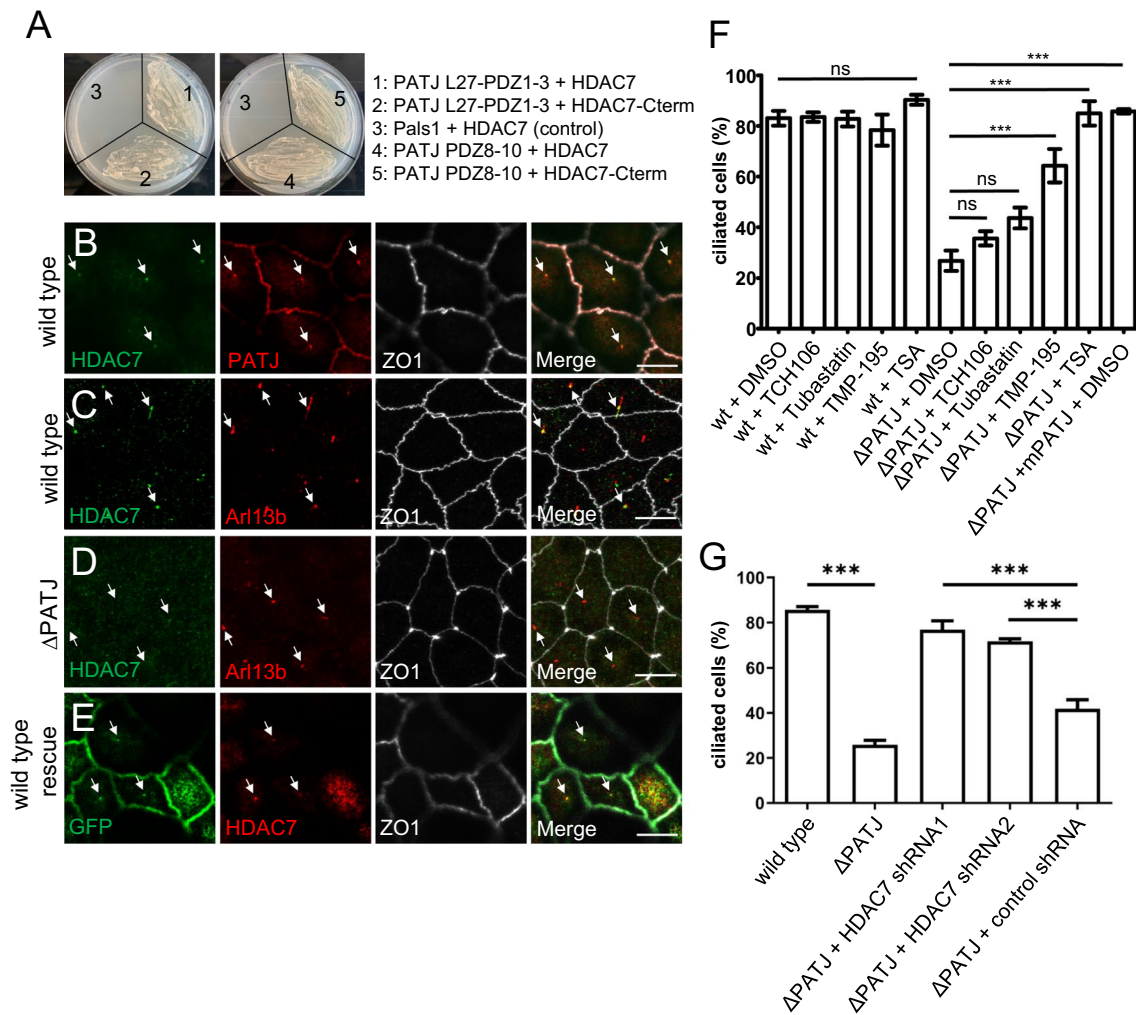 A
3
1
2
3
5
4
1: PATJ L27-PDZ1-3 + HDAC7
2: PATJ L27-PDZ1-3 + HDAC7-Cterm
3: Pals1 + HDAC7 (control)
4: PATJ PDZ8-10 + HDAC7
5: PATJ PDZ8-10 + HDAC7-Cterm
wild type
B
HDAC7
PATJ
ZO1
Merge
wild type
C
HDAC7
Arl13b
ZO1
Merge
ΔPATJ
D
HDAC7
Arl13b
ZO1
Merge
wild type
rescue
E
GFP
HDAC7
ZO1
Merge
F
ciliated cells (%)
100
80
60
40
20
0
ns
ns
ns
***
***
***
wt + DMSO
wt + TCH106
wt + Tubastatin
wt + TMP-195
wt + TSA
ΔPATJ + DMSO
ΔPATJ + TCH106
ΔPATJ + Tubastatin
ΔPATJ + TMP-195
ΔPATJ + TSA
ΔPATJ +mPATJ + DMSO
G
ciliated cells (%)
100
80
60
40
20
0
***
***
***
wild type
ΔPATJ
ΔPATJ + HDAC7 shRNA1
ΔPATJ + HDAC7 shRNA2
ΔPATJ + control shRNA